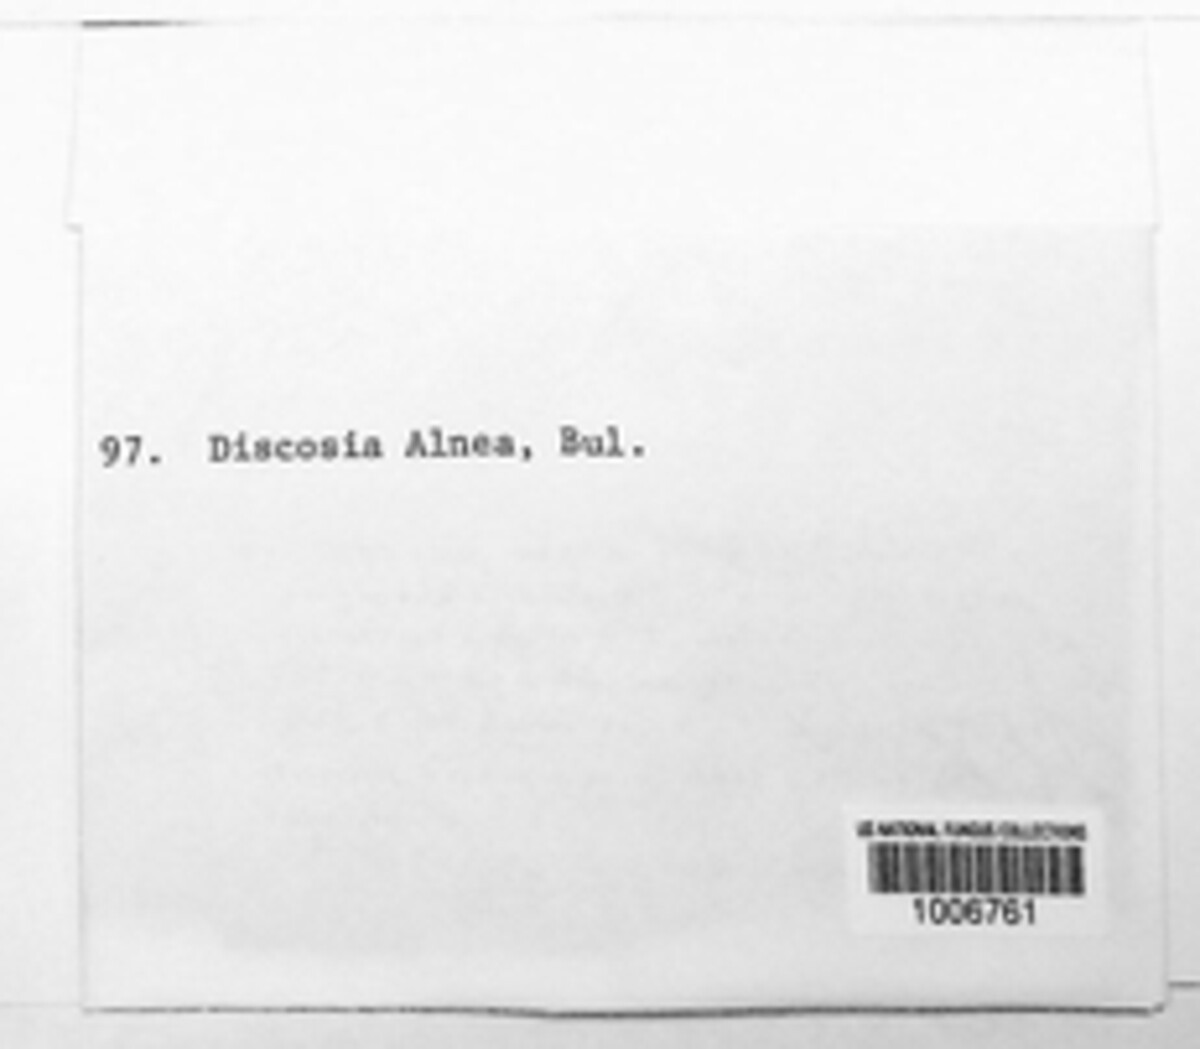 97. Discosia Alnea, Bul.
US NATIONAL FUNGUS COLLECTIONS
1006761